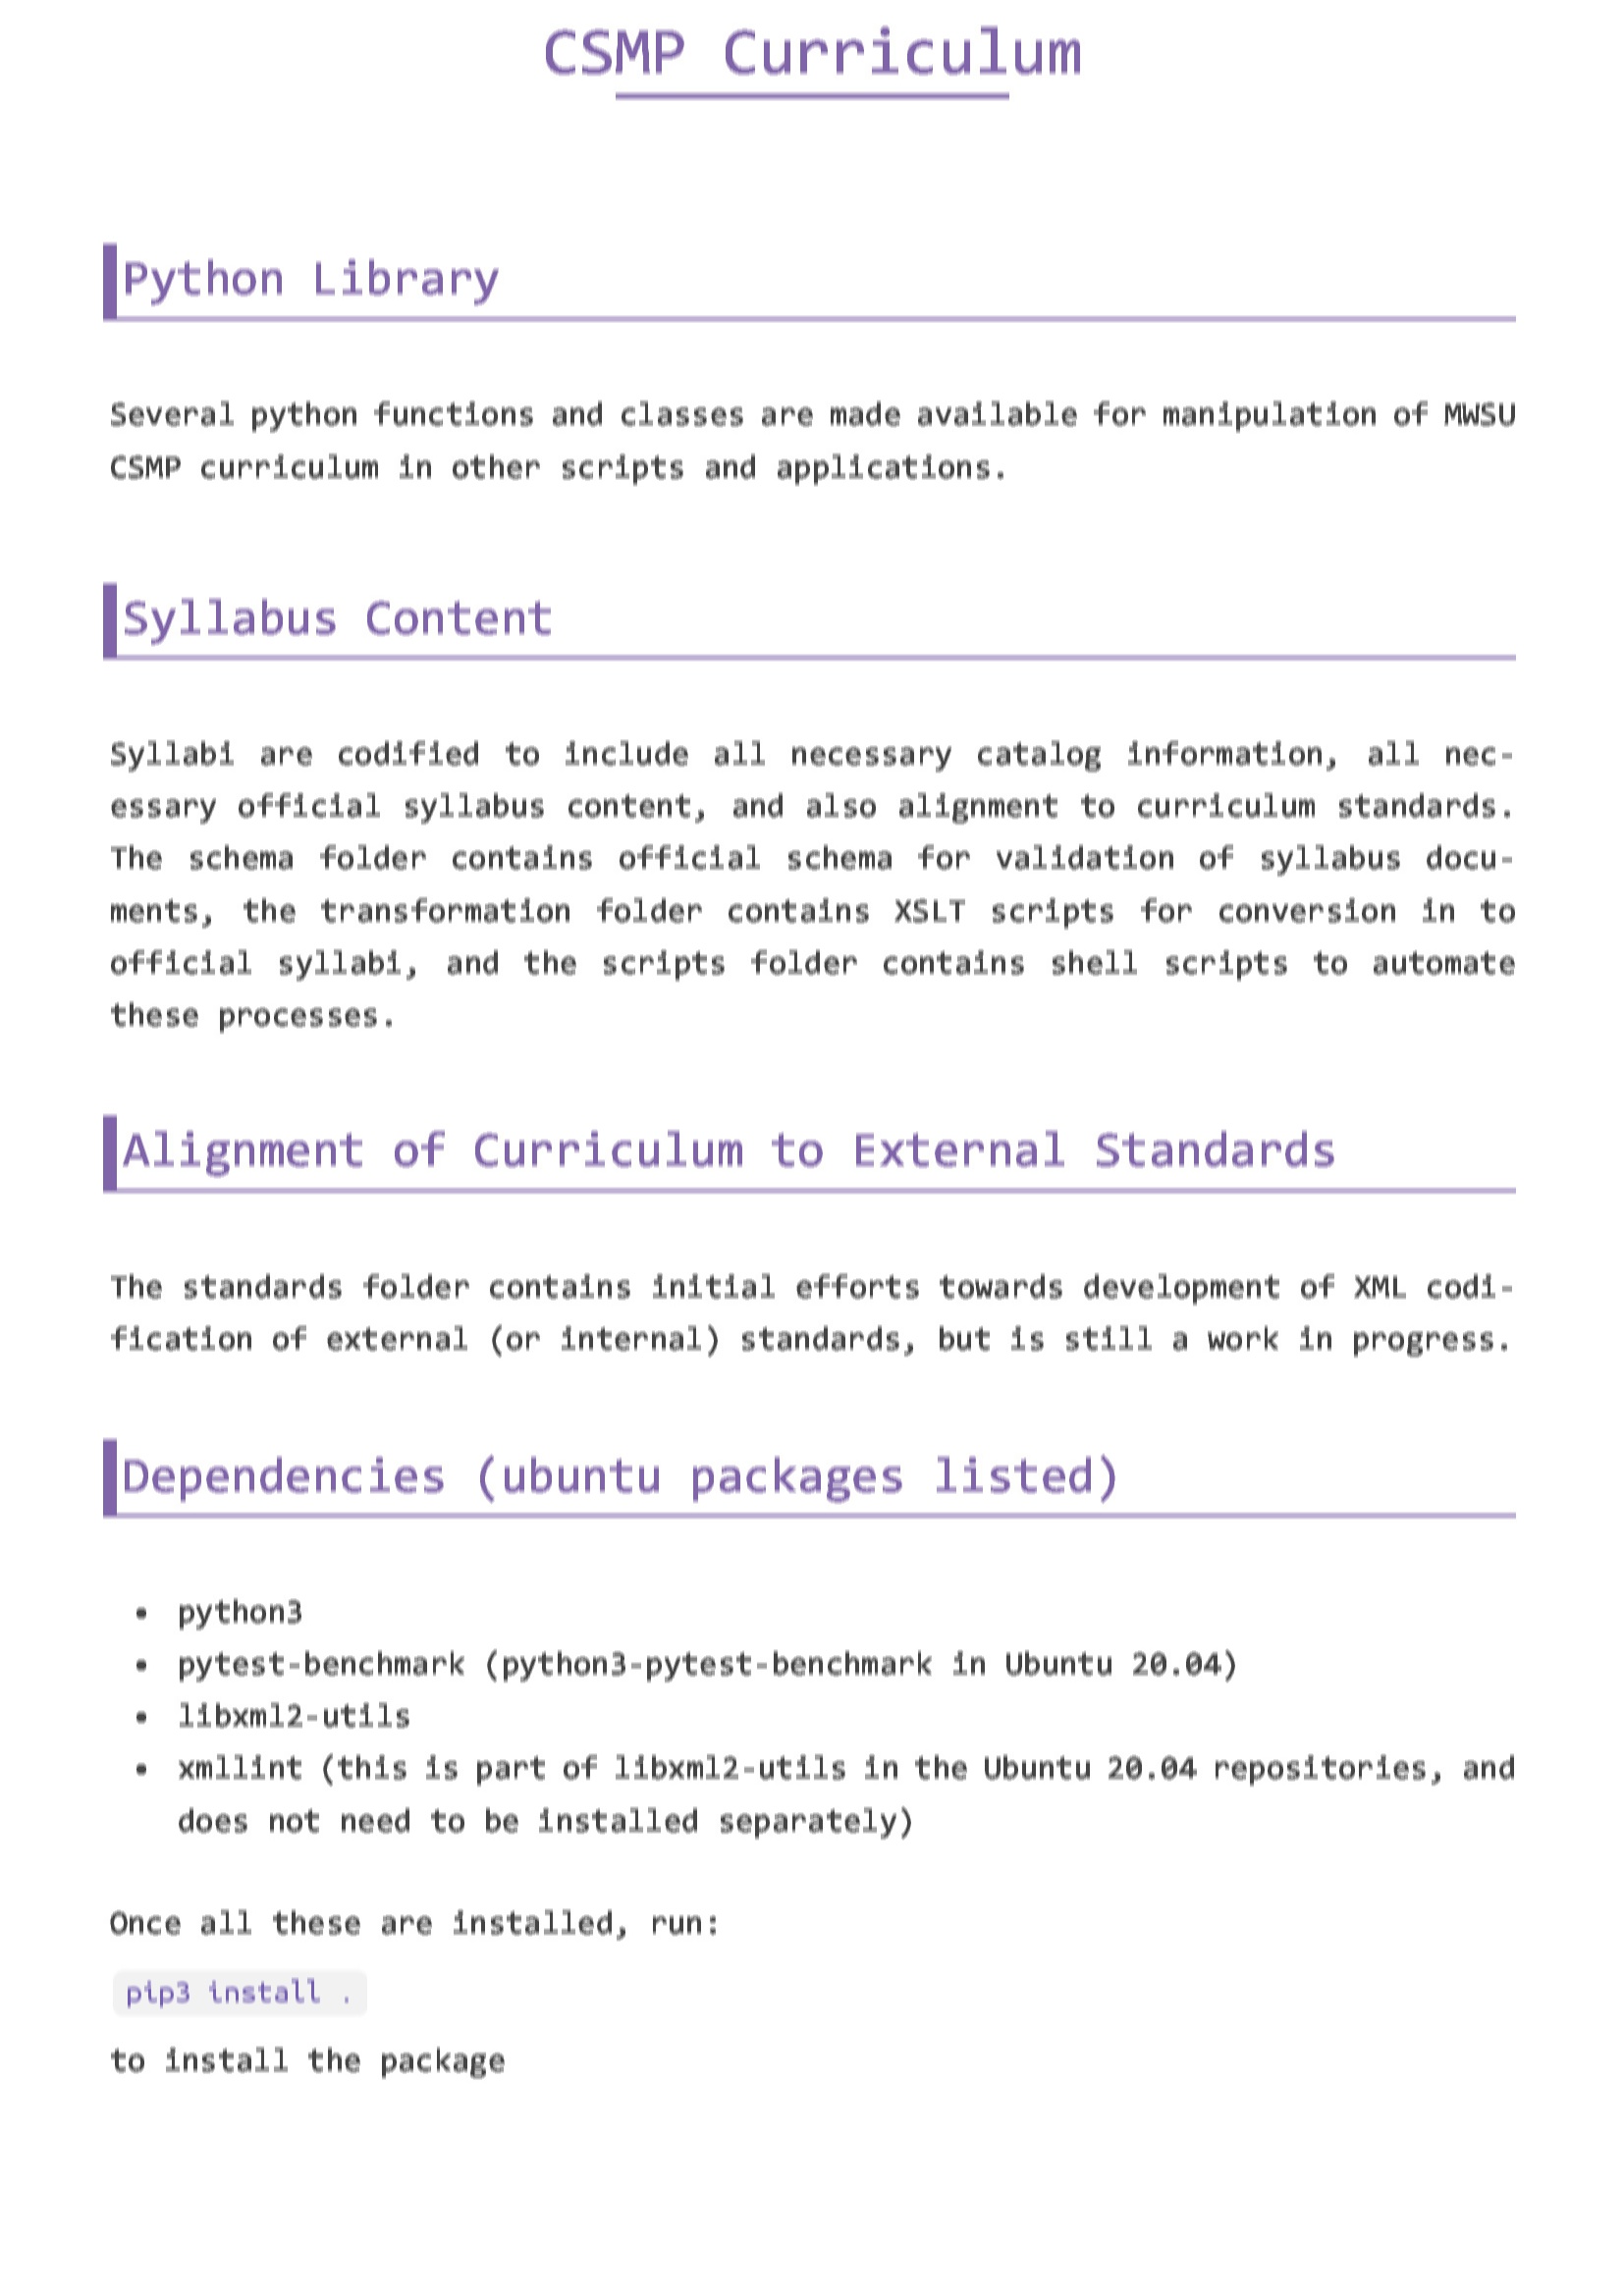 CSMP Curriculum
Python Library
Several python functions and classes are made available for manipulation of MWSU
CSMP curriculum in other scripts and applications.
Syllabus Content
Syllabi are codified to include all necessary catalog information, all nec-
essary official syllabus content, and also alignment to curriculum standards.
The schema folder contains official schema for validation of syllabus docu-
ments, the transformation folder contains XSLT scripts for conversion in to
official syllabi, and the scripts folder contains shell scripts to automate
these processes.
Alignment of Curriculum to External Standards
The standards folder contains initial efforts towards development of XML codi-
fication of external (or internal) standards, but is still a work in progress.
Dependencies (ubuntu packages listed)
• python3
• pytest-benchmark (python3-pytest-benchmark in Ubuntu 20.04)
• libxml2-utils
• xmllint (this is part of libxml2-utils in the Ubuntu 20.04 repositories, and
does not need to be installed separately)
Once all these are installed, run:
pip3 install .
to install the package